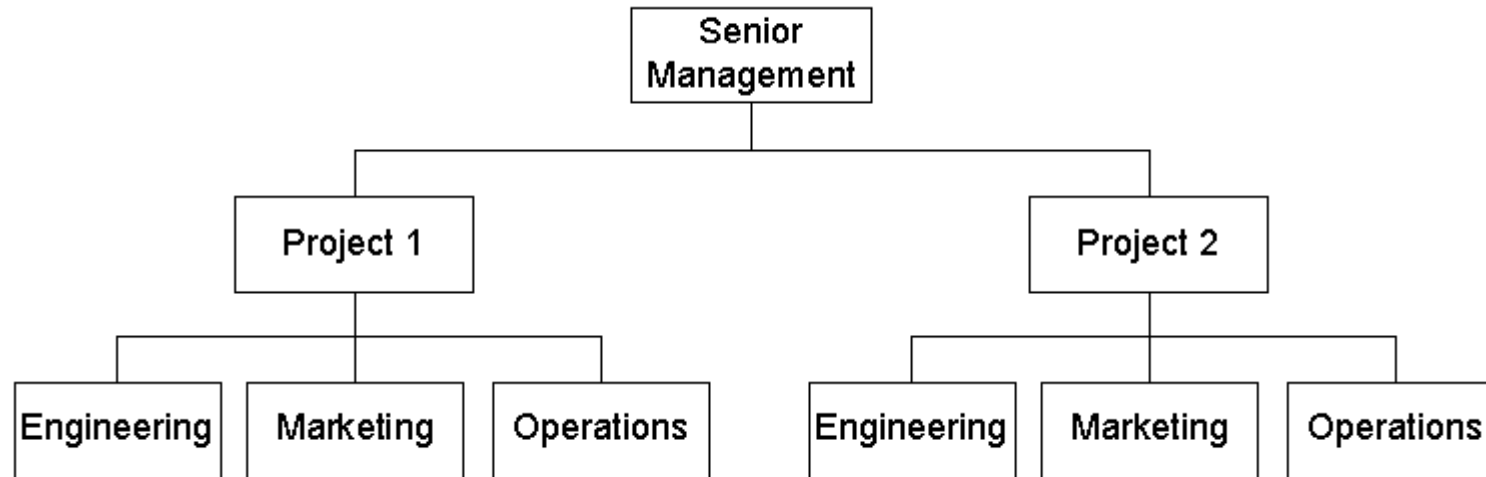 Senior
Management
Project 1
Project 2
Engineering
Marketing
Operations
Engineering
Marketing
Operations